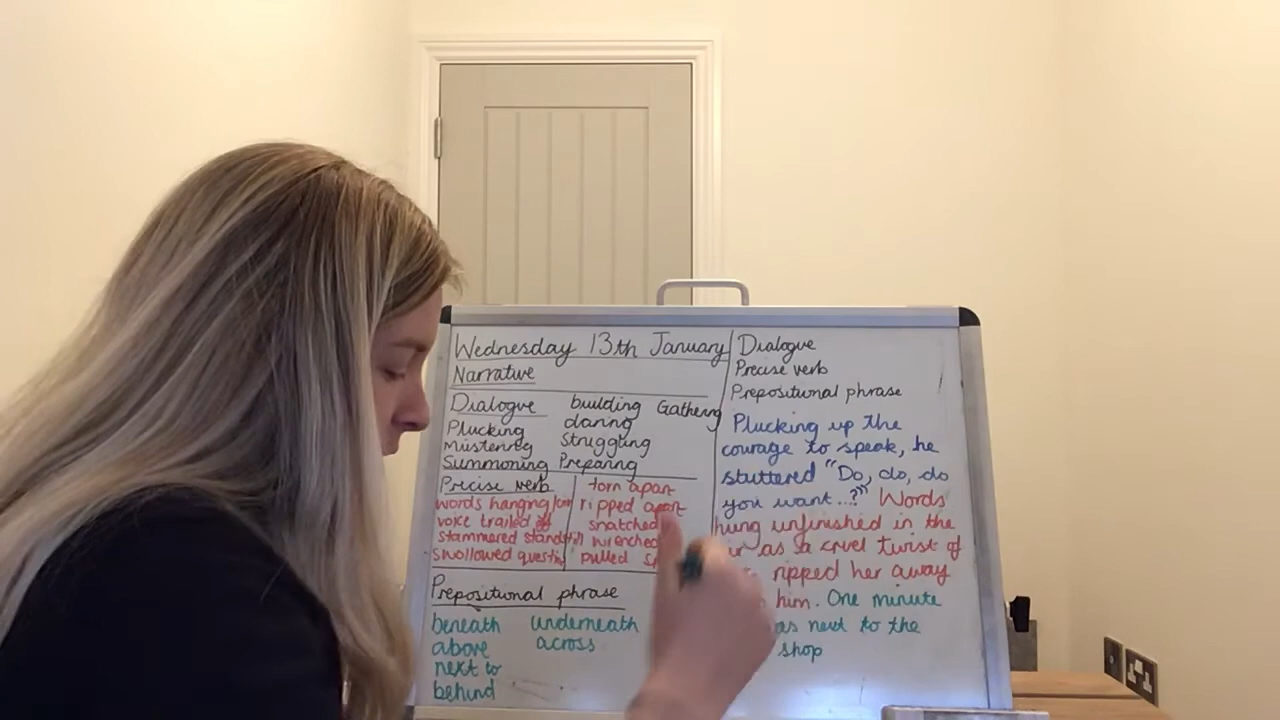 Wednesday 13th January
Narrative
Dialogue building Gathering
Plucking daring
Mustering Struggling
Summoning Preparing
Precise verb
words hanging
voice trailed off
stammered standstill
swallowed question
torn apart
ripped apart
snatched
wrenched
pulled
Prepositional phrase
beneath underneath
above across
next to
behind
Dialogue
Precise verb
Prepositional phrase
Plucking up the
courage to speak, he
stuttered "Do, do, do
you want...?" Words
hung unfinished in the
as a cruel twist of
ripped her away
him. One minute
next to the
shop